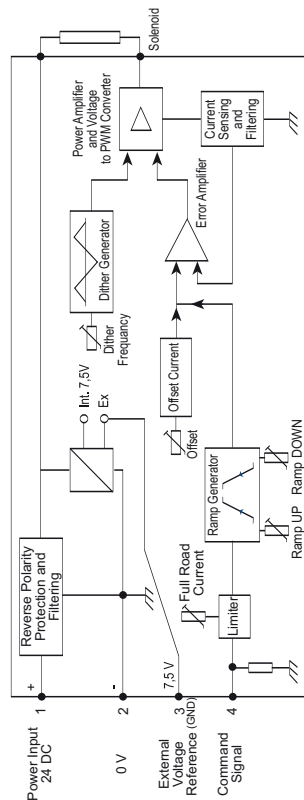 Power Input
24 DC
0 V
External
Voltage
Reference (GND)
Command
Signal
1
+
2
-
3
7,5 V
4
Reverse Polarity
Protection and
Filtering
Int. 7,5V
Ex
Full Road
Current
Limiter
Ramp Generator
Ramp UP
Ramp DOWN
Dither
Frequancy
Dither Generator
Offset
Offset Current
Error Amplifier
Power Amplifier
and Voltage
to PWM Converter
Current
Sensing
and
Filtering
Solenoid